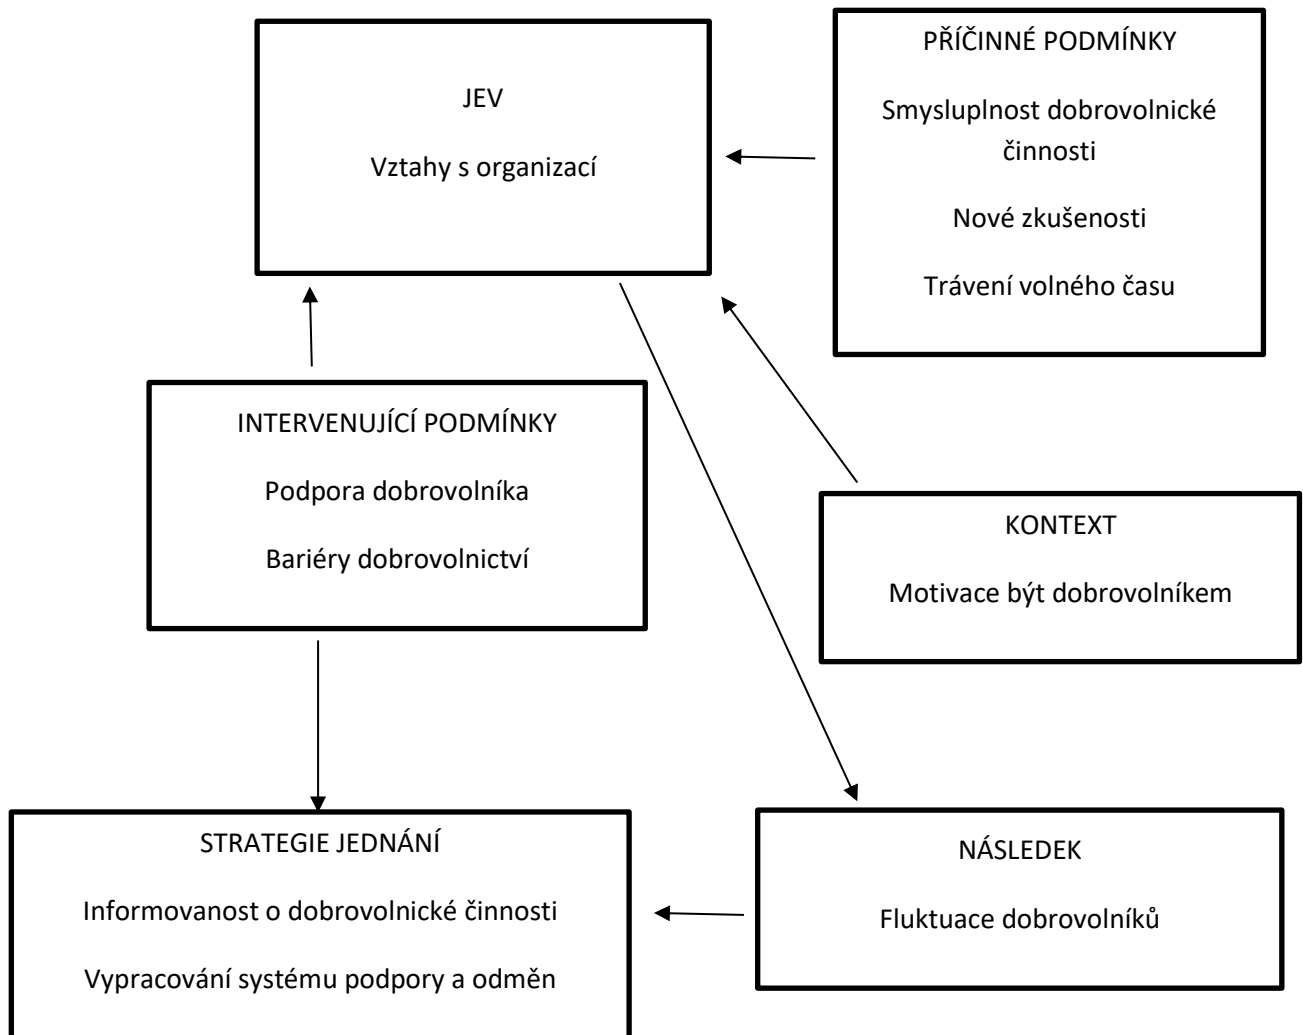 JEV
Vztahy s organizací
PŘÍČINNÉ PODMÍNKY
Smysluplnost dobrovolnické
činnosti
Nové zkušenosti
Trávení volného času
INTERVENUJÍCÍ PODMÍNKY
Podpora dobrovolníka
Bariéry dobrovolnictví
KONTEXT
Motivace být dobrovolníkem
STRATEGIE JEDNÁNÍ
Informovanost o dobrovolnické činnosti
Vypracování systému podpory a odměn
NÁSLEDEK
Fluktuace dobrovolníků